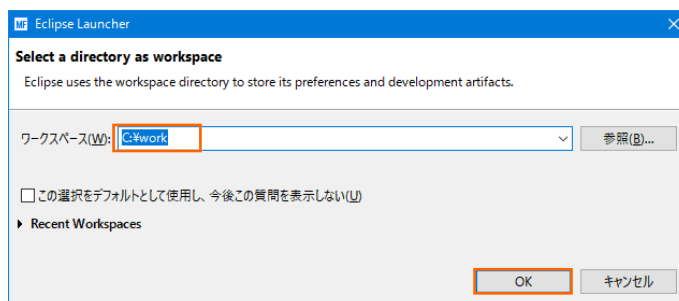 MF Eclipse Launcher
Select a directory as workspace
Eclipse uses the workspace directory to store its preferences and development artifacts.
ワークスペース(W): C:¥work 参照(B)...
この選択をデフォルトとして使用し、今後この質問を表示しない(U)
Recent Workspaces
OK キャンセル